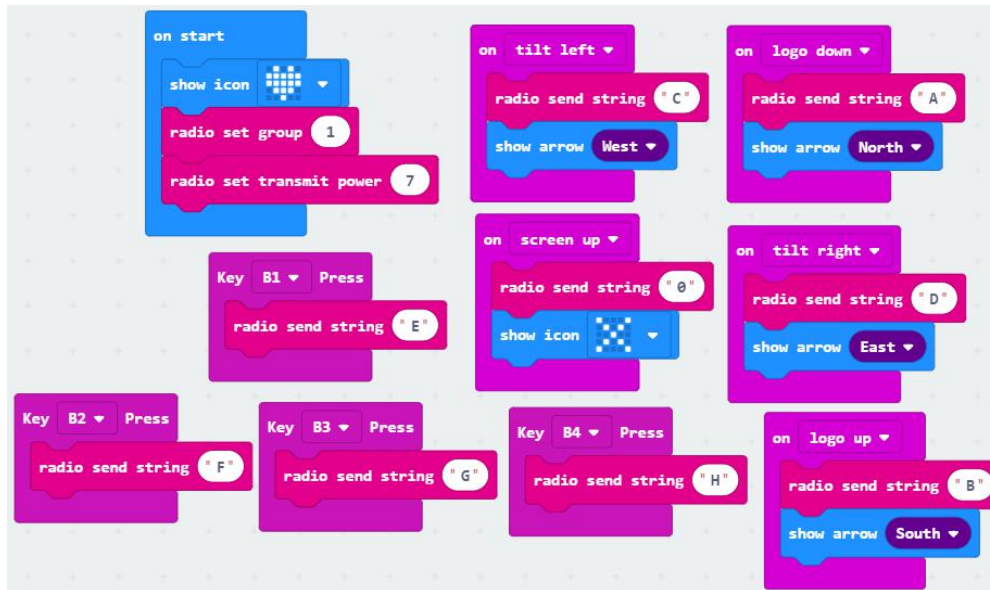 on start
show icon
radio set group 1
radio set transmit power 7
on tilt left
radio send string "C"
show arrow West
on logo down
radio send string "A"
show arrow North
on screen up
radio send string "0"
show icon
on tilt right
radio send string "D"
show arrow East
Key B1 Press
radio send string "E"
Key B2 Press
radio send string "F"
Key B3 Press
radio send string "G"
Key B4 Press
radio send string "H"
on logo up
radio send string "B"
show arrow South